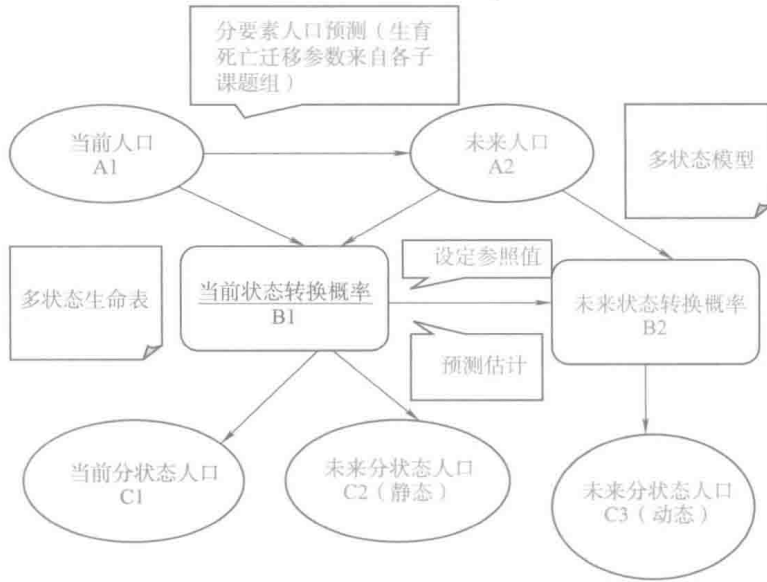 分要素人口预测（生育
死亡迁移参数来自各子
课题组）
当前人口
A1
未来人口
A2
多状态模型
多状态生命表
当前状态转换概率
B1
设定参照值
未来状态转换概率
B2
预测估计
当前分状态人口
C1
未来分状态人口
C2（静态）
未来分状态人口
C3（动态）